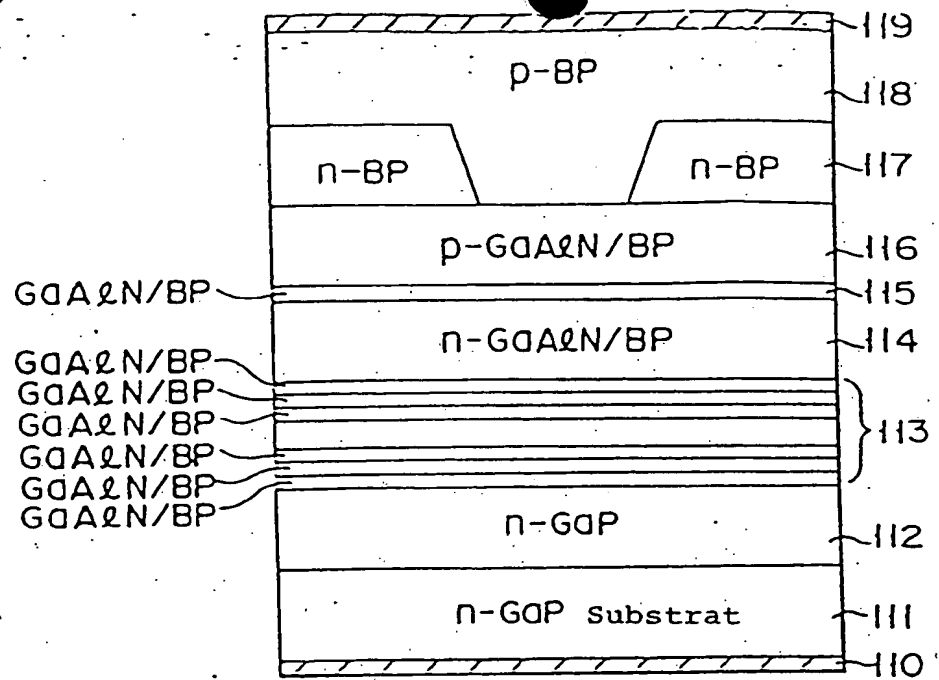 119
p-BP
118
n-BP
n-BP
117
p-GaAlN/BP
116
GaAlN/BP
115
n-GaAlN/BP
114
GaAlN/BP
GaAlN/BP
GaAlN/BP
113
GaAlN/BP
GaAlN/BP
GaAlN/BP
n-GaP
112
n-GaP Substrat
111
110